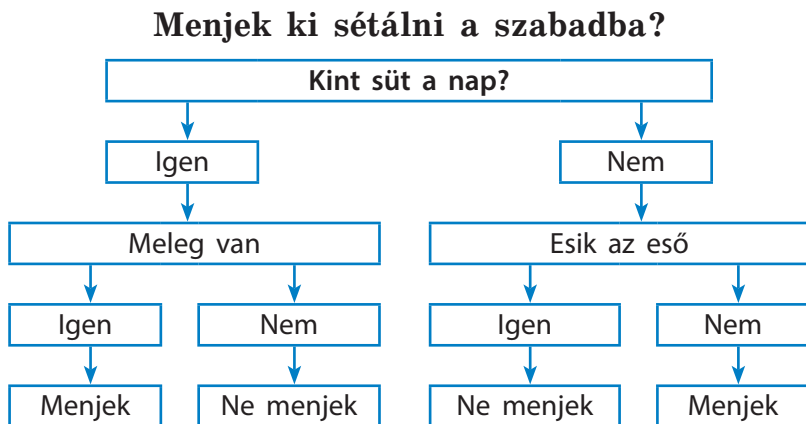 Menjek ki sétálni a szabadba?
Kint süt a nap?
Igen Nem
Meleg van Esik az eső
Igen Nem Igen Nem
Menjek Ne menjek Ne menjek Menjek